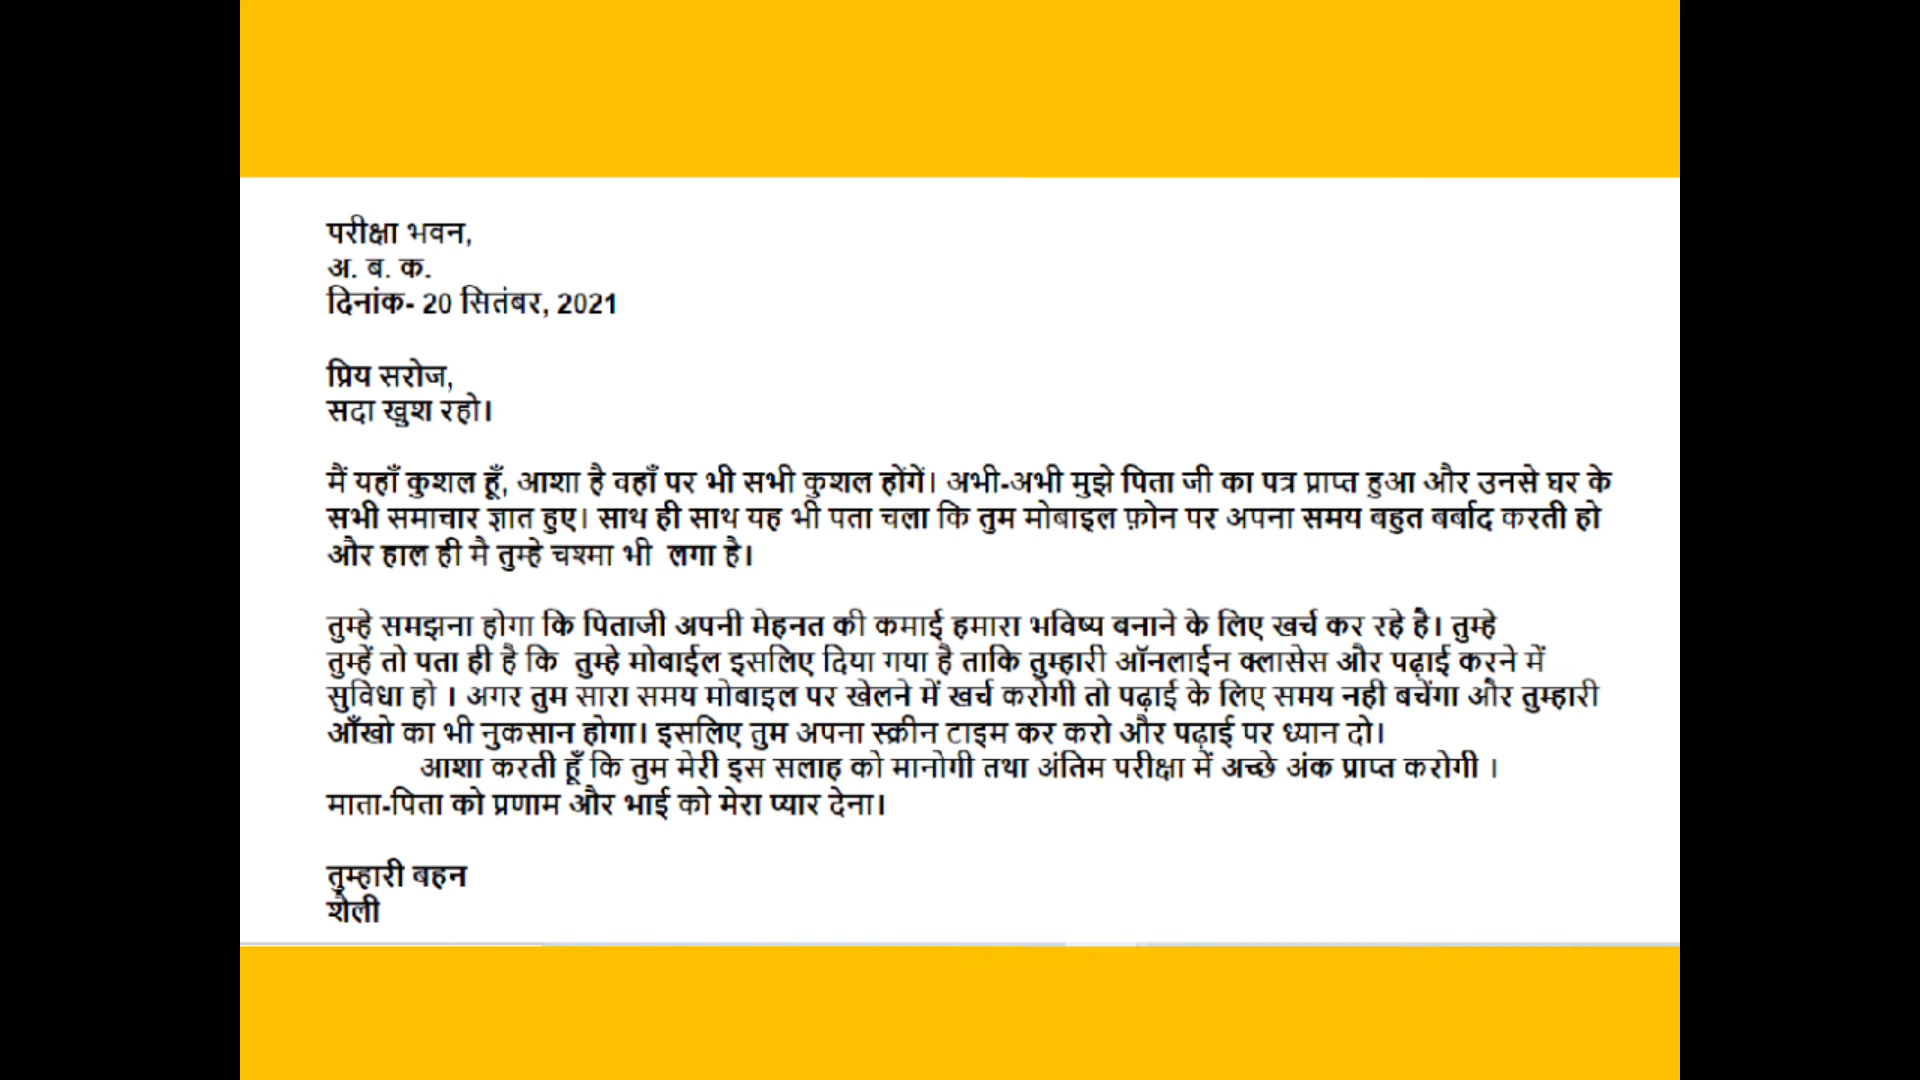 परीक्षा भवन,
अ. ब. क.
दिनांक- 20 सितंबर, 2021
प्रिय सरोज,
सदा खुश रहो।
मैं यहाँ कुशल हूँ, आशा है वहाँ पर भी सभी कुशल होंगें। अभी-अभी मुझे पिता जी का पत्र प्राप्त हुआ और उनसे घर के
सभी समाचार ज्ञात हुए। साथ ही साथ यह भी पता चला कि तुम मोबाइल फ़ोन पर अपना समय बहुत बर्बाद करती हो
और हाल ही मै तुम्हे चश्मा भी लगा है।
तुम्हे समझना होगा कि पिताजी अपनी मेहनत की कमाई हमारा भविष्य बनाने के लिए खर्च कर रहे है। तुम्हे
तुम्हें तो पता ही है कि तुम्हे मोबाईल इसलिए दिया गया है ताकि तुम्हारी ऑनलाईन क्लासेस और पढ़ाई करने में
सुविधा हो । अगर तुम सारा समय मोबाइल पर खेलने में खर्च करोगी तो पढ़ाई के लिए समय नही बचेंगा और तुम्हारी
आँखो का भी नुकसान होगा। इसलिए तुम अपना स्क्रीन टाइम कर करो और पढ़ाई पर ध्यान दो।
आशा करती हूँ कि तुम मेरी इस सलाह को मानोगी तथा अंतिम परीक्षा में अच्छे अंक प्राप्त करोगी ।
माता-पिता को प्रणाम और भाई को मेरा प्यार देना।
तुम्हारी बहन
शैली